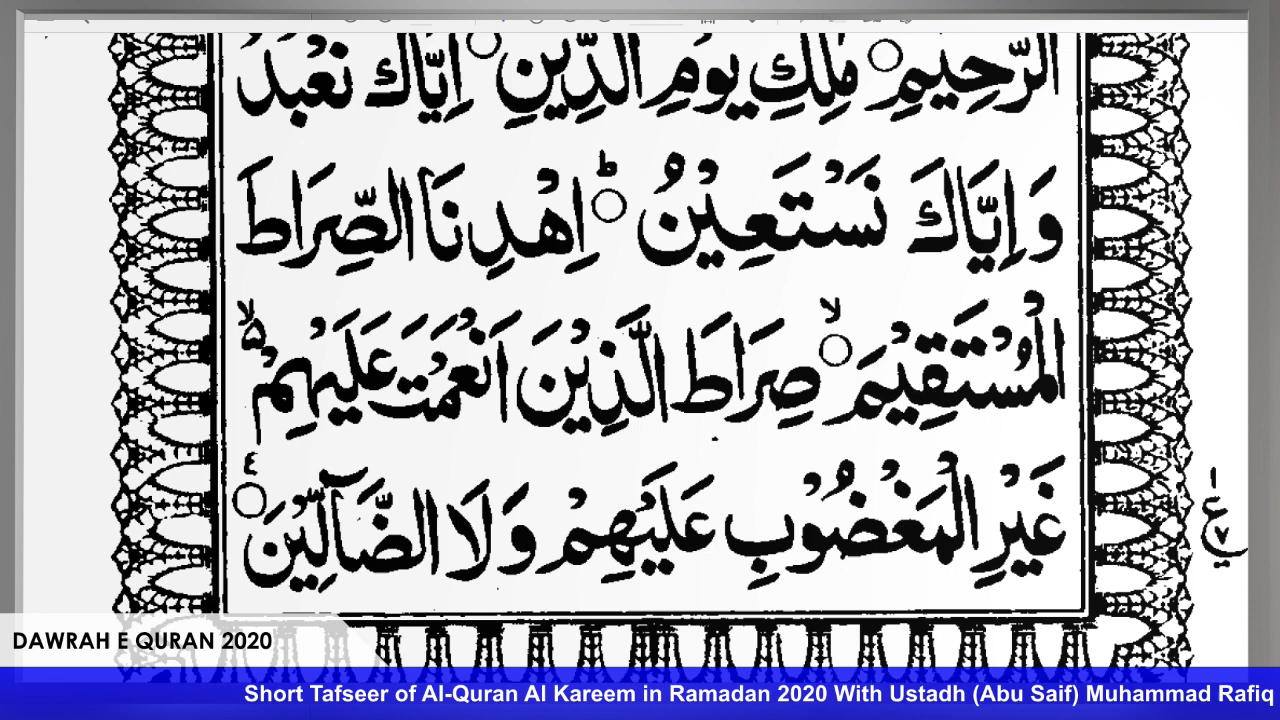 الرَّحِيمِ ○ مٰلِكِ يَوْمِ الدِّينِ ○ اِيَّاكَ نَعْبُدُ
وَاِيَّاكَ نَسْتَعِيْنُ ○ؕ اِهْدِنَا الصِّرَاطَ
الْمُسْتَقِيْمَ ○ۙ صِرَاطَ الَّذِيْنَ اَنْعَمْتَ عَلَيْهِمْ ۙ۬
غَيْرِ الْمَغْضُوْبِ عَلَيْهِمْ وَلَا الضَّآلِّيْنَ ○
DAWRAH E QURAN 2020
Short Tafseer of Al-Quran Al Kareem in Ramadan 2020 With Ustadh (Abu Saif) Muhammad Rafiq